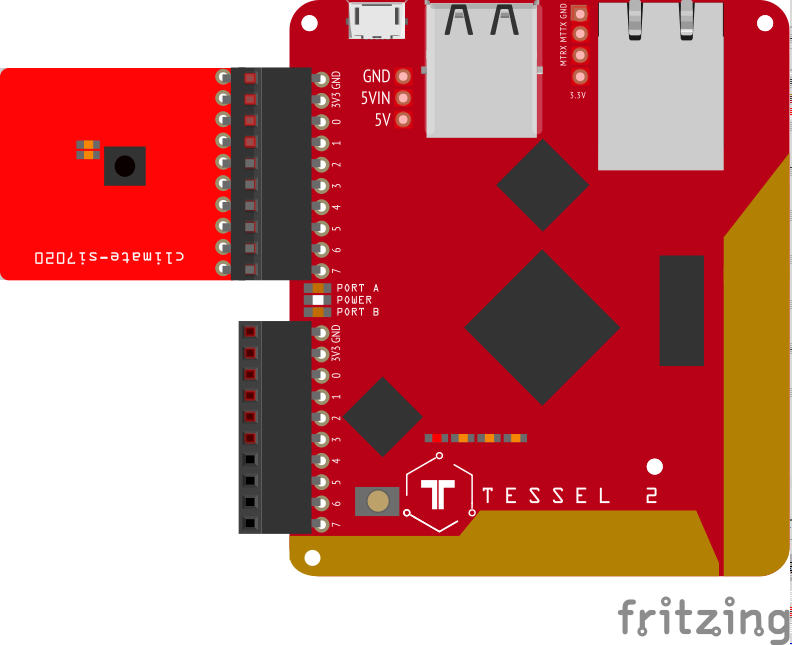 GND
5VIN
5V
MTRX MTTX GND
3.3V
GND
3V3
0
1
2
3
4
5
6
7
climate-si7020
PORT A
POWER
PORT B
GND
3V3
0
1
2
3
4
5
6
7
TESSEL 2
fritzing